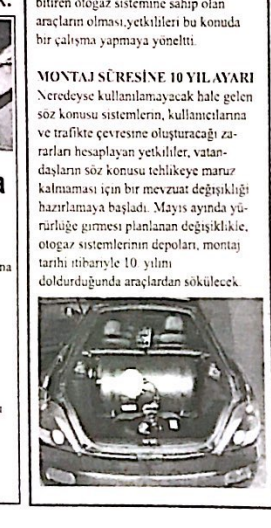 K.
bitiren otogaz sistemine sahip olan
araçların olması,yetkilileri bu konuda
bir çalışma yapmaya yöneltti.
MONTAJ SÜRESİNE 10 YIL AYARI
Neredeyse kullanılamayacak hale gelen
söz konusu sistemlerin, kullanıcılarına
ve trafikte çevresine oluşturacağı za-
rarları hesaplayan yetkililer, vatan-
daşların söz konusu tehlikeye maruz
kalmaması için bir mevzuat değişikliği
hazırlamaya başladı. Mayıs ayında yü-
rürlüğe girmesi planlanan değişiklikle,
otogaz sistemlerinin depoları, montaj
tarihi itibariyle 10 yılını
doldurduğunda araçlardan sökülecek.